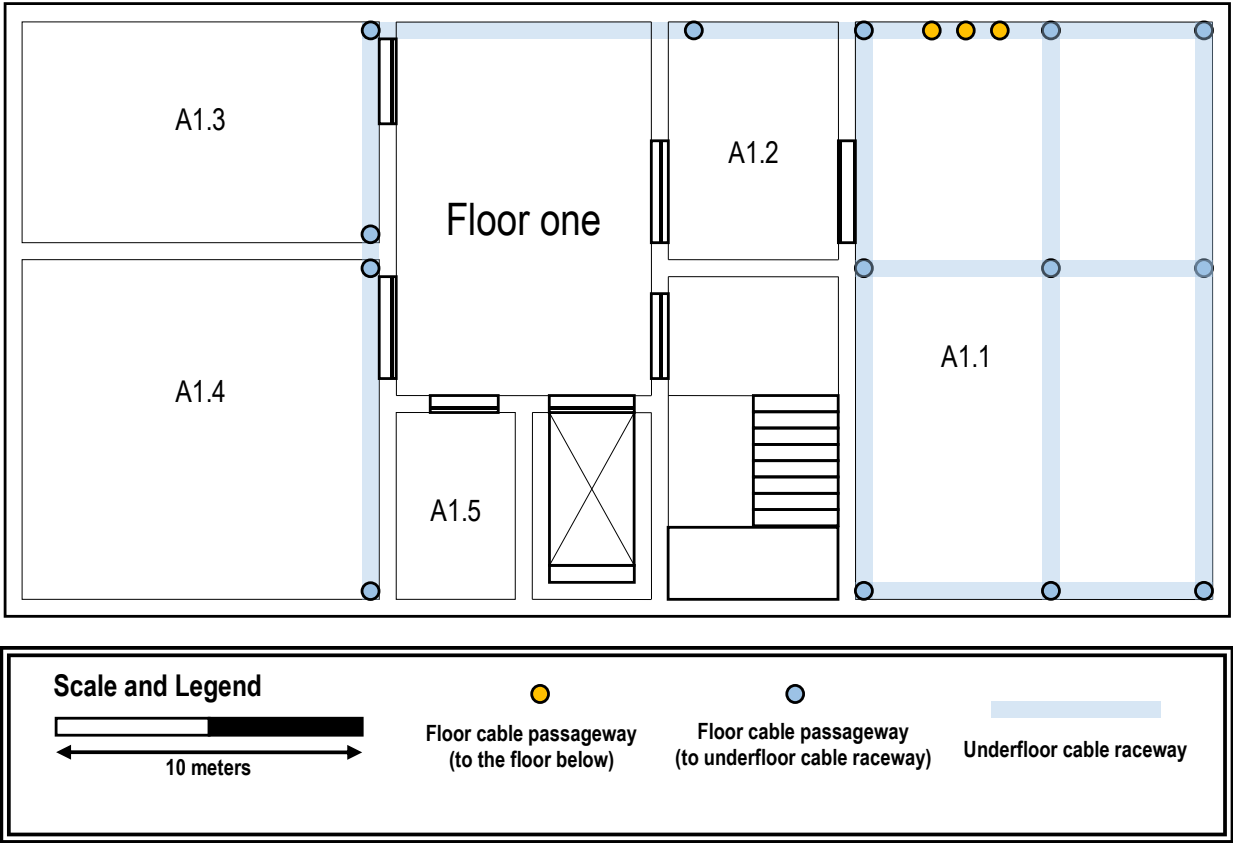 A1.3
A1.2
Floor one
A1.1
A1.4
A1.5
Scale and Legend
10 meters
Floor cable passageway
(to the floor below)
Floor cable passageway
(to underfloor cable raceway)
Underfloor cable raceway